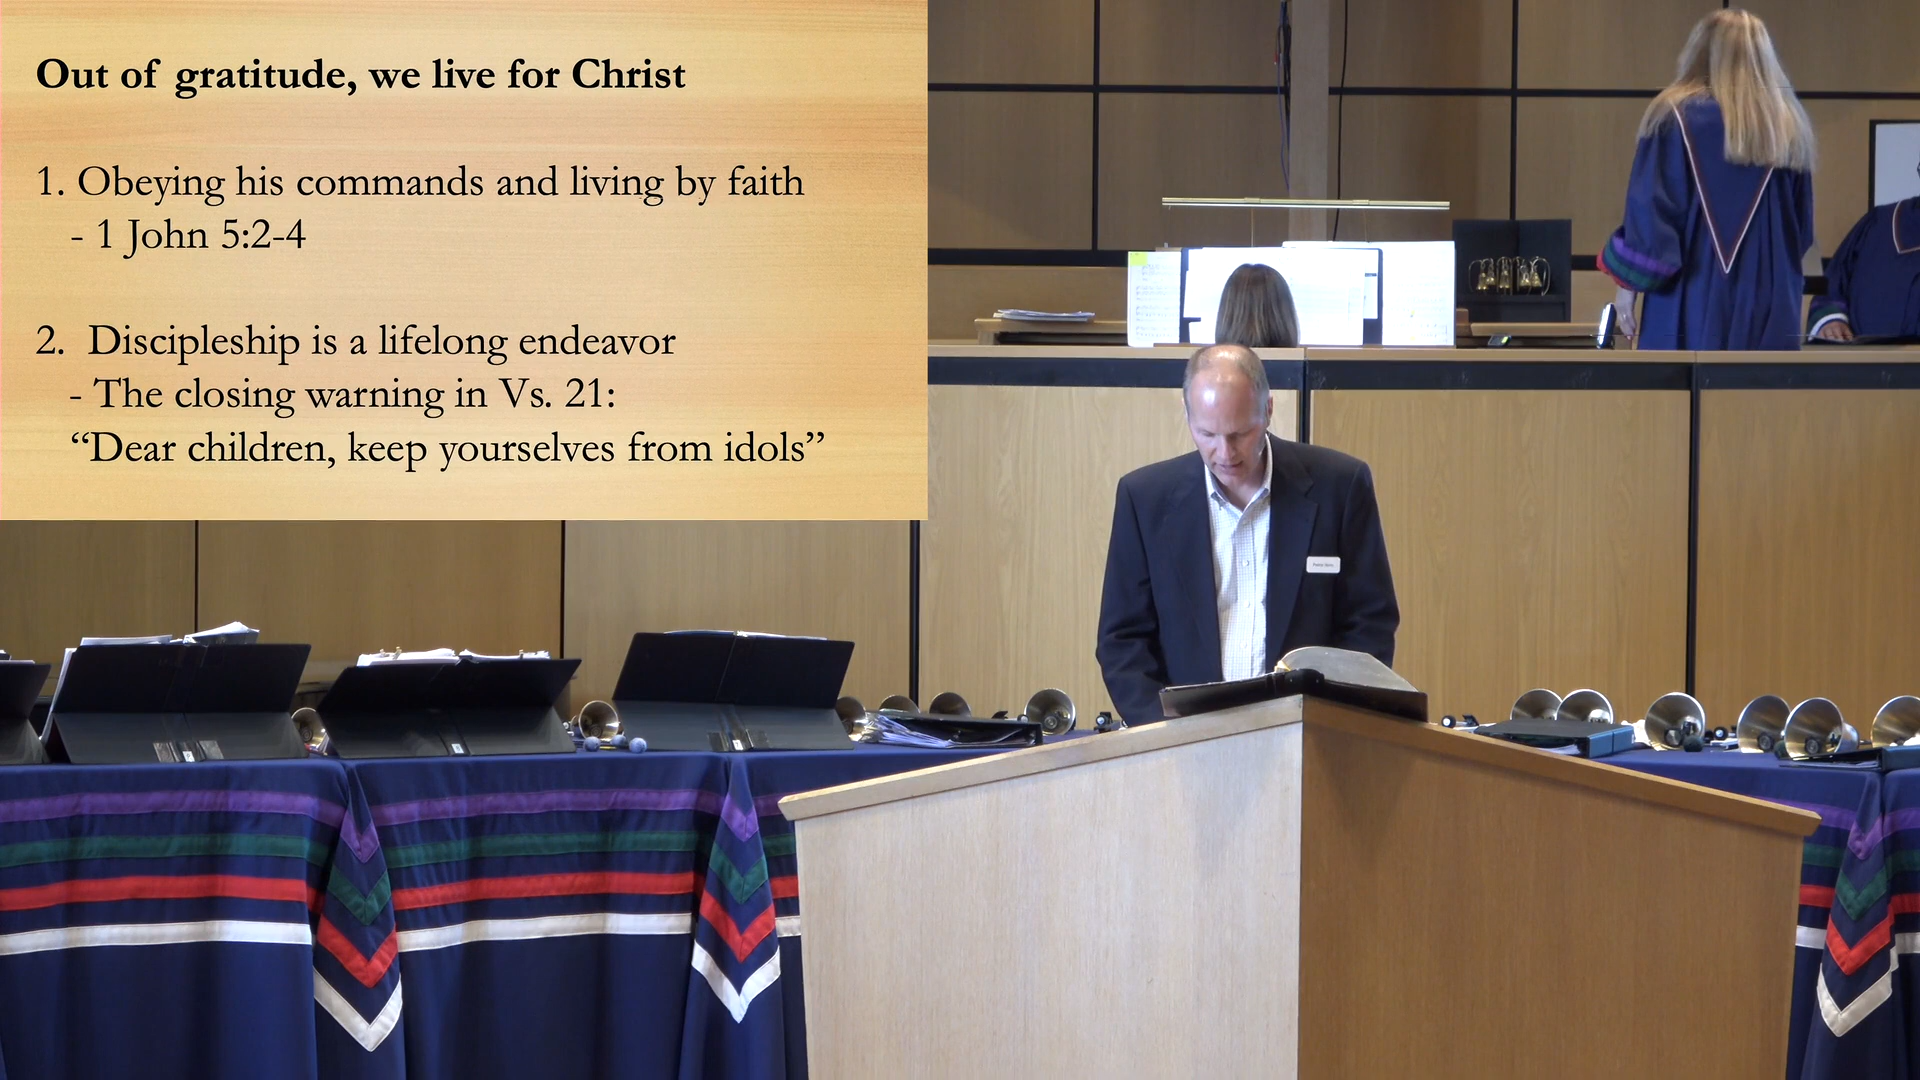 Out of gratitude, we live for Christ
1. Obeying his commands and living by faith
- 1 John 5:2-4
2. Discipleship is a lifelong endeavor
- The closing warning in Vs. 21:
“Dear children, keep yourselves from idols”